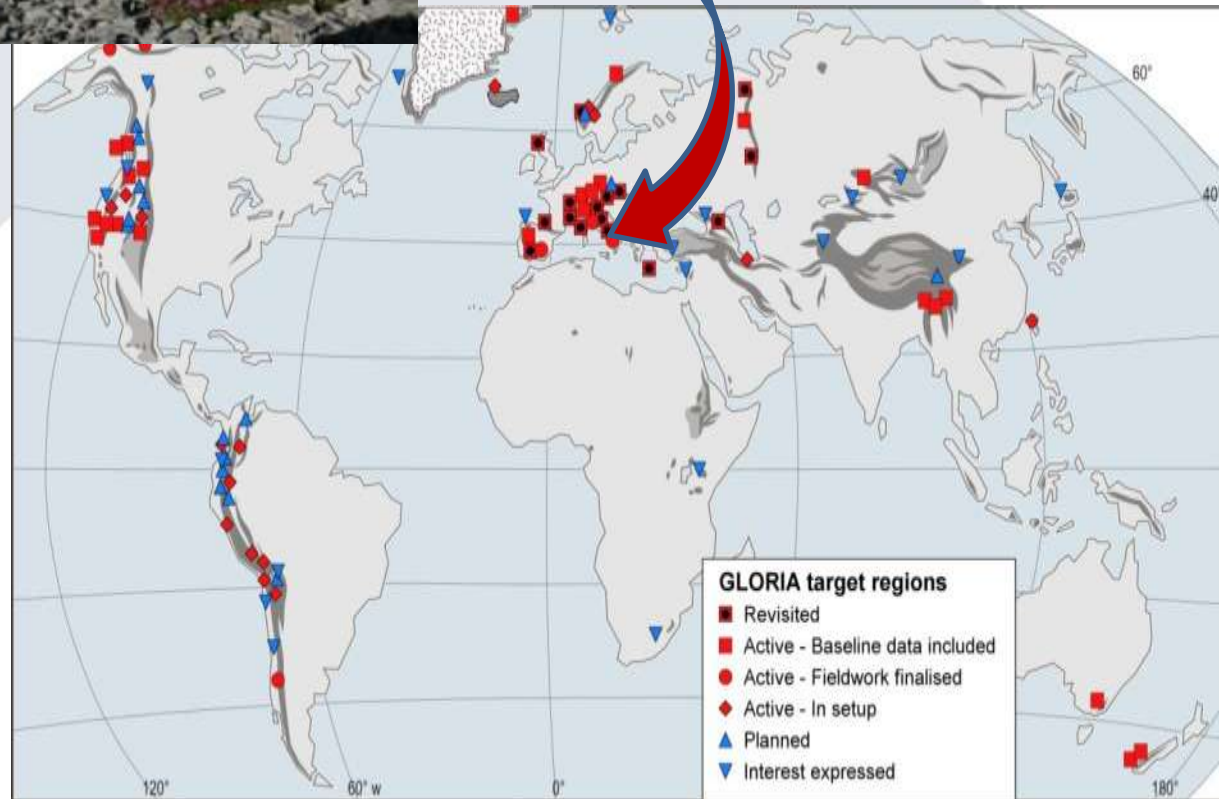 60°
40
GLORIA target regions
Revisited
Active - Baseline data included
Active - Fieldwork finalised
Active - In setup
Planned
Interest expressed
120°
60° w
0°
180°